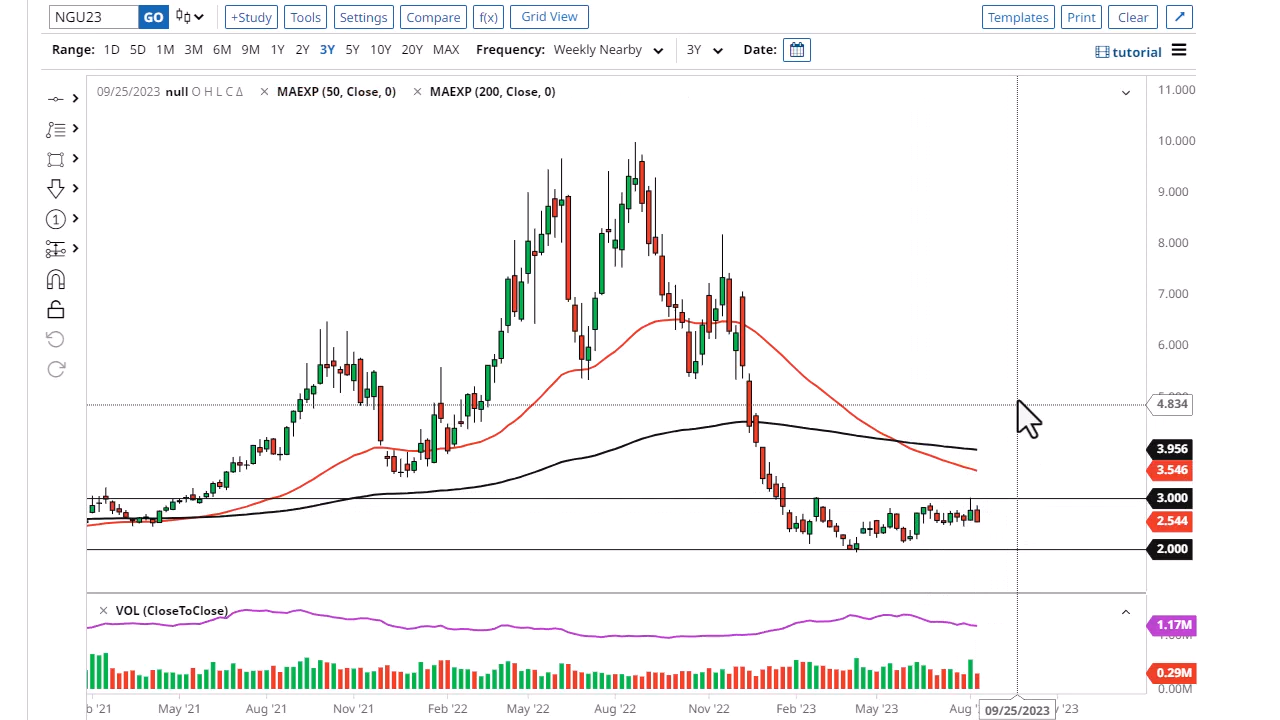 NGU23 GO +Study Tools Settings Compare f(x) Grid View Templates Print Clear
Range: 1D 5D 1M 3M 6M 9M 1Y 2Y 3Y 5Y 10Y 20Y MAX Frequency: Weekly Nearby 3Y Date: tutorial
09/25/2023 null O H L C Δ × MAEXP (50, Close, 0) × MAEXP (200, Close, 0)
11.000
10.000
9.000
8.000
7.000
6.000
4.834
3.956
3.546
3.000
2.544
2.000
1
× VOL (CloseToClose)
1.17M
0.29M
0.00M
May '21 Aug '21 Nov '21 Feb '22 May '22 Aug '22 Nov '22 Feb '23 May '23 Aug 09/25/2023 '23